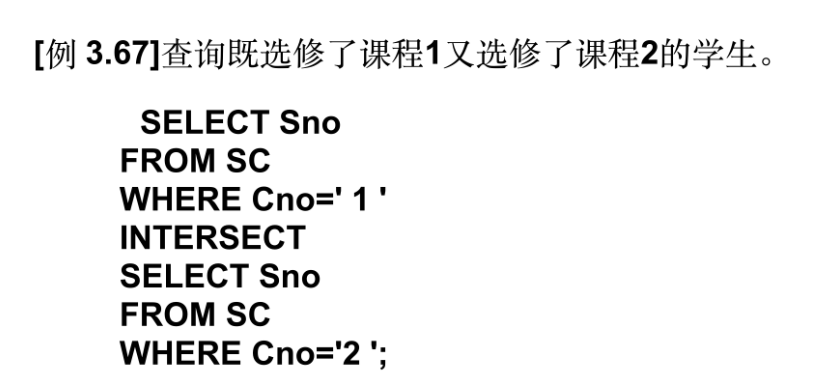 [例 3.67]查询既选修了课程1又选修了课程2的学生。
SELECT Sno
FROM SC
WHERE Cno=' 1 '
INTERSECT
SELECT Sno
FROM SC
WHERE Cno='2 ';